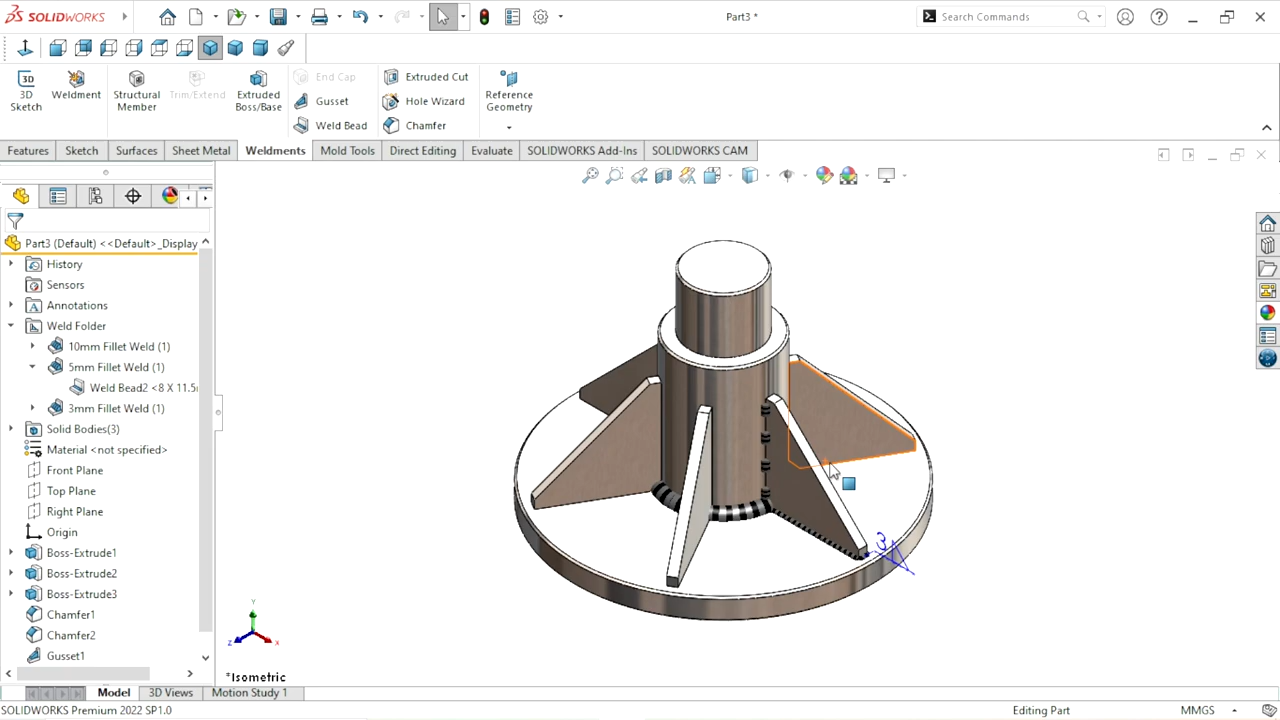 SOLIDWORKS
Part3 *
Search Commands
3D Sketch
Weldment
Structural Member
Trim/Extend
Extruded Boss/Base
End Cap
Gusset
Weld Bead
Extruded Cut
Hole Wizard
Chamfer
Reference Geometry
Features Sketch Surfaces Sheet Metal Weldments Mold Tools Direct Editing Evaluate SOLIDWORKS Add-Ins SOLIDWORKS CAM
Part3 (Default) <<Default>_Display
History
Sensors
Annotations
Weld Folder
10mm Fillet Weld (1)
5mm Fillet Weld (1)
Weld Bead2 <8 X 11.5
3mm Fillet Weld (1)
Solid Bodies(3)
Material <not specified>
Front Plane
Top Plane
Right Plane
Origin
Boss-Extrude1
Boss-Extrude2
Boss-Extrude3
Chamfer1
Chamfer2
Gusset1
3
Y
Z
X
*Isometric
Model 3D Views Motion Study 1
SOLIDWORKS Premium 2022 SP1.0
Editing Part
MMGS